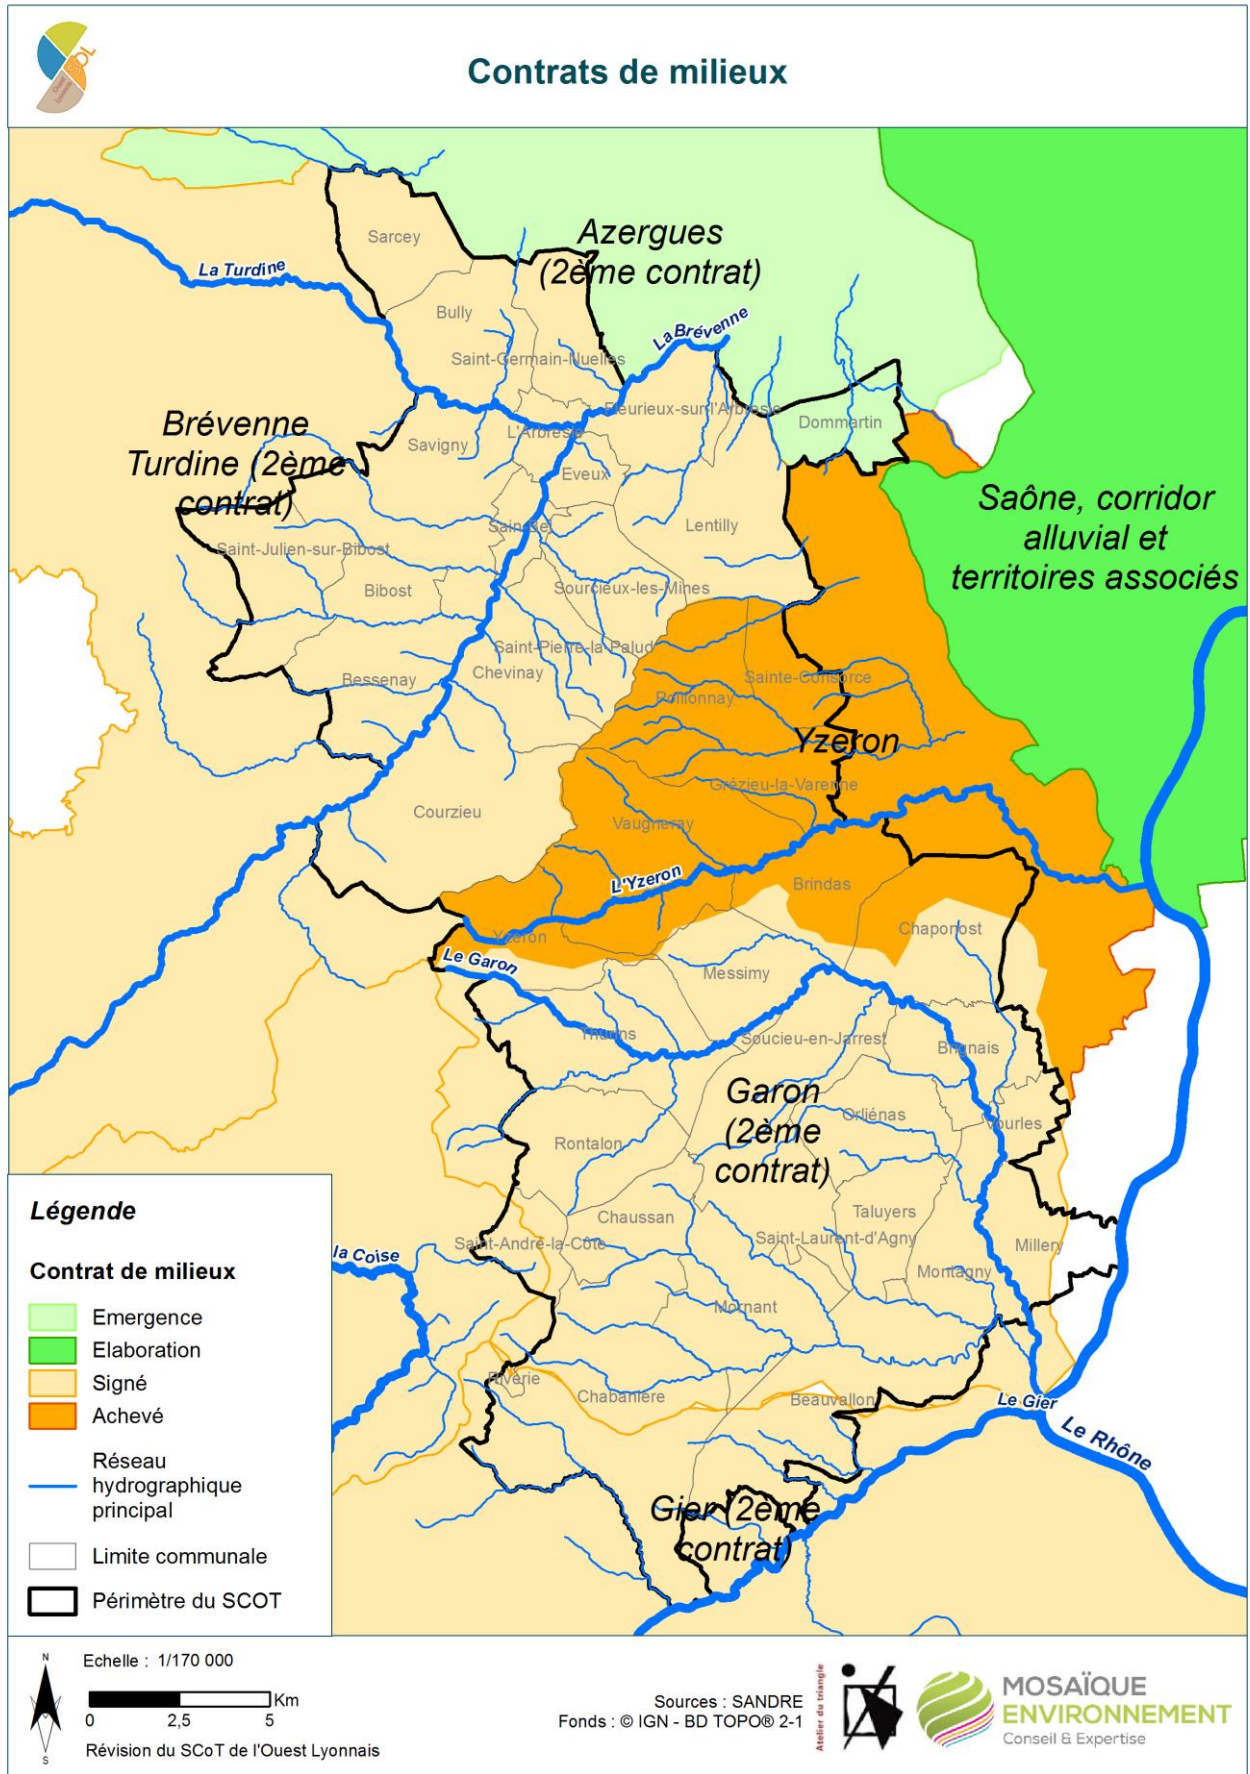 Contrats de milieux
OL
Azergues
(2ème contrat)
Sarcey
La Turdine
Bully
La Brévenne
Saint-Germain-Nuelles
Fleurieux-sur-l'Arbresle
Dommartin
Brévenne
Turdine (2ème
contrat)
L'Arbresle
Savigny
Eveux
Saône, corridor
alluvial et
territoires associés
Sain-Bel
Lentilly
Saint-Julien-sur-Bibost
Bibost
Sourcieux-les-Mines
Saint-Pierre-la-Palud
Chevinay
Bessenay
Sainte-Consorce
Pollionnay
Yzeron
Grézieu-la-Varenne
Courzieu
Vaugneray
L'Yzeron
Brindas
Chaponost
Yzeron
Le Garon
Messimy
Thurins
Soucieu-en-Jarrest
Brignais
Garon
(2ème
contrat)
Orliénas
Vourles
Rontalon
Chaussan
Taluyers
Saint-André-la-Côte
Saint-Laurent-d'Agny
Millery
Montagny
la Coise
Mornant
Riverie
Chabanière
Beauvallon
Le Gier
Le Rhône
Gier (2ème
contrat)
Légende
Contrat de milieux
Emergence
Elaboration
Signé
Achevé
Réseau
hydrographique
principal
Limite communale
Périmètre du SCOT
N
S
Echelle : 1/170 000
Km
0 2,5 5
Révision du SCoT de l'Ouest Lyonnais
Sources : SANDRE
Fonds : © IGN - BD TOPO® 2-1
Atelier du triangle
MOSAÏQUE
ENVIRONNEMENT
Conseil & Expertise